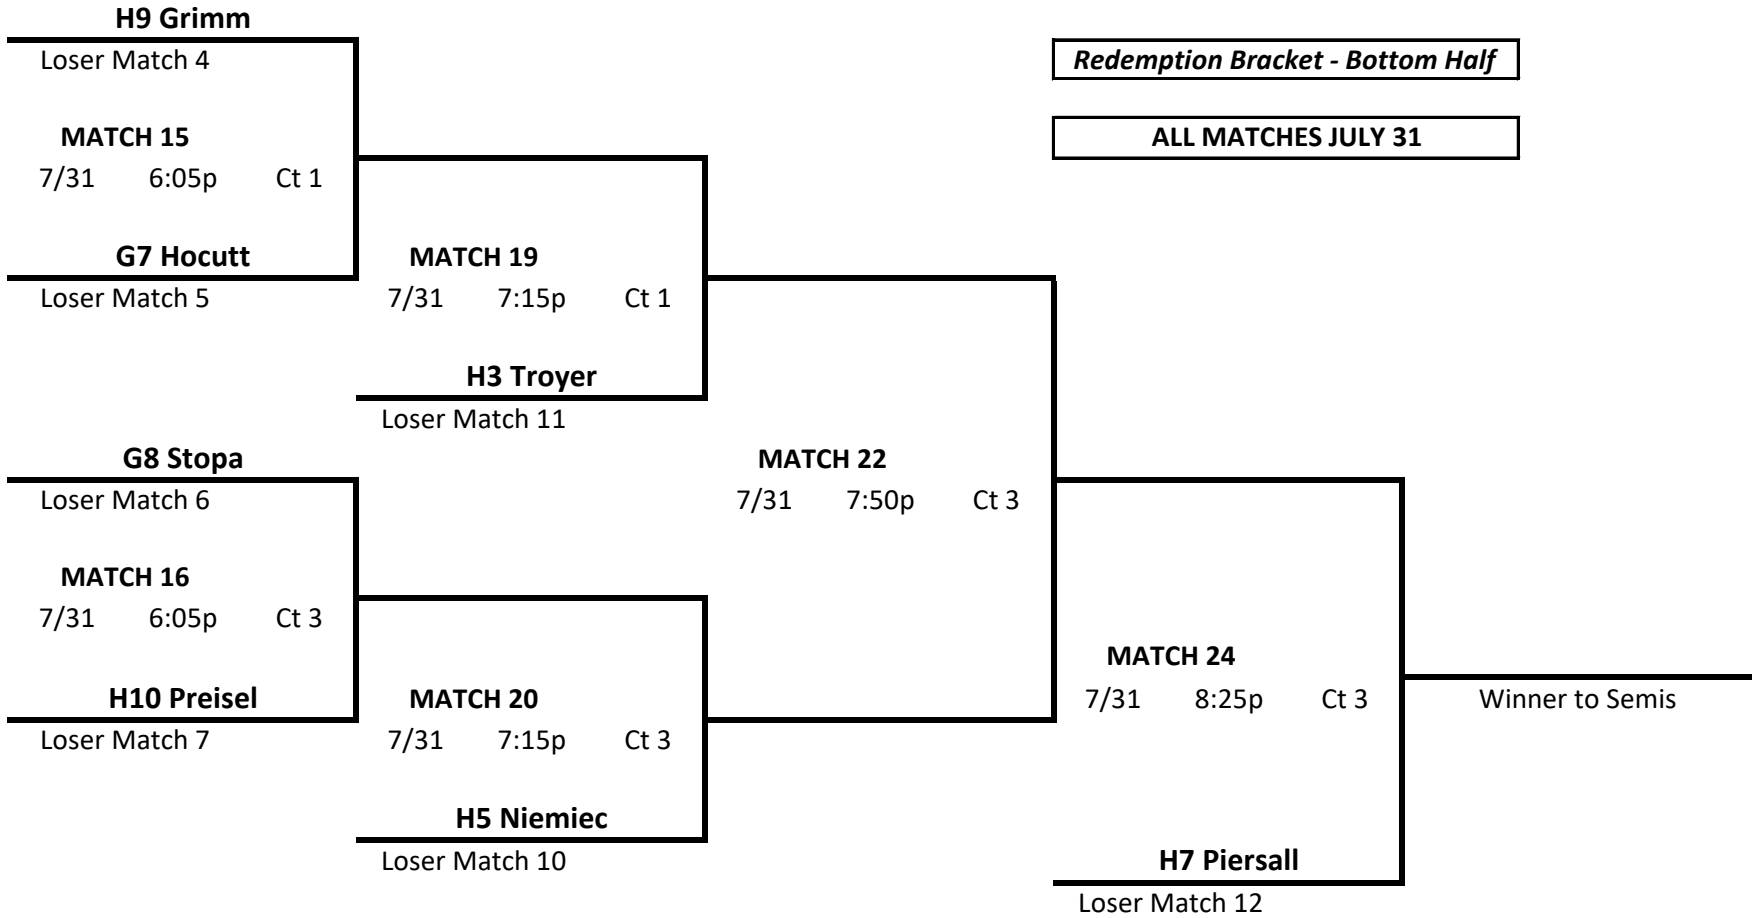 H9 Grimm
Loser Match 4
Redemption Bracket - Bottom Half
MATCH 15
ALL MATCHES JULY 31
7/31 6:05p Ct 1
G7 Hocutt
MATCH 19
Loser Match 5
7/31 7:15p Ct 1
H3 Troyer
Loser Match 11
G8 Stopa
MATCH 22
Loser Match 6
7/31 7:50p Ct 3
MATCH 16
7/31 6:05p Ct 3
MATCH 24
H10 Preisel
MATCH 20
7/31 8:25p Ct 3
Winner to Semis
Loser Match 7
7/31 7:15p Ct 3
H5 Niemiec
Loser Match 10
H7 Piersall
Loser Match 12